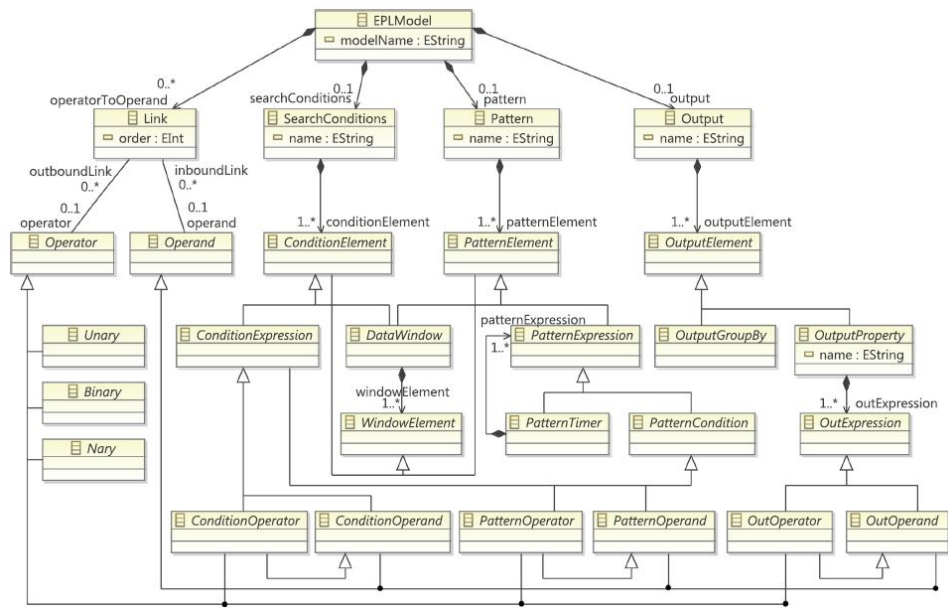 EPLModel
modelName : EString
0..*
0..1
0..1
0..1
operatorToOperand
searchConditions
pattern
output
Link
order : EInt
SearchConditions
name : EString
Pattern
name : EString
Output
name : EString
outboundLink
0..*
inboundLink
0..*
0..1
operator
0..1
operand
1..* conditionElement
1..* patternElement
1..* outputElement
Operator
Operand
ConditionElement
PatternElement
OutputElement
patternExpression
1..*
Unary
ConditionExpression
DataWindow
PatternExpression
OutputGroupBy
OutputProperty
name : EString
Binary
windowElement
1..*
1..* outExpression
Nary
WindowElement
PatternTimer
PatternCondition
OutExpression
ConditionOperator
ConditionOperand
PatternOperator
PatternOperand
OutOperator
OutOperand